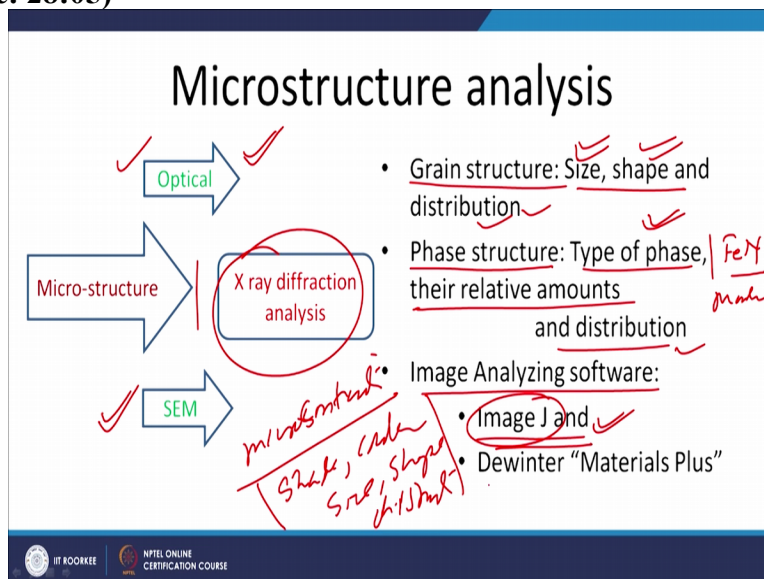 Microstructure analysis
Optical
Micro-structure
X ray diffraction
analysis
SEM
• Grain structure: Size, shape and
distribution
• Phase structure: Type of phase,
their relative amounts
and distribution
• Image Analyzing software:
• Image J and
• Dewinter “Materials Plus”
size, shape
IIT ROORKEE
NPTEL ONLINE
CERTIFICATION COURSE